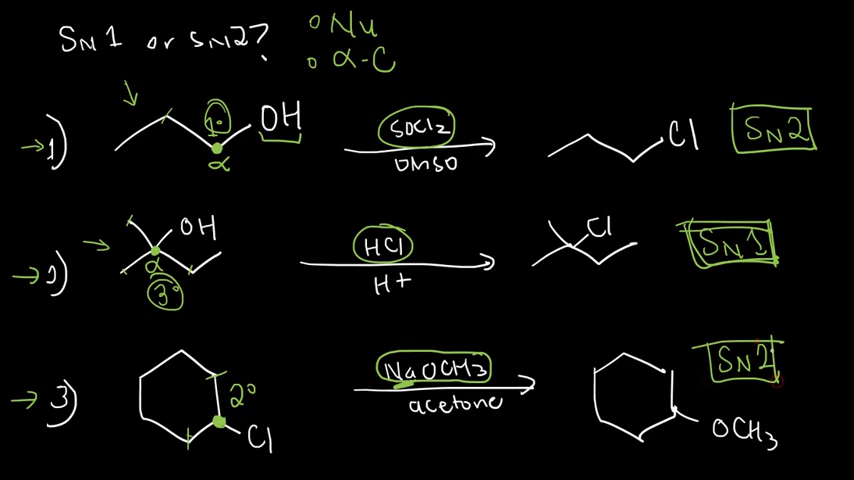 SN1 or SN2? ∘ Nu
∘ α-C
→ 1) 1° OH α SOCl2 DMSO Cl SN2
→ 2) OH α 3° HCl H+ Cl SN1
→ 3) 2° Cl NaOCH3 acetone OCH3 SN2